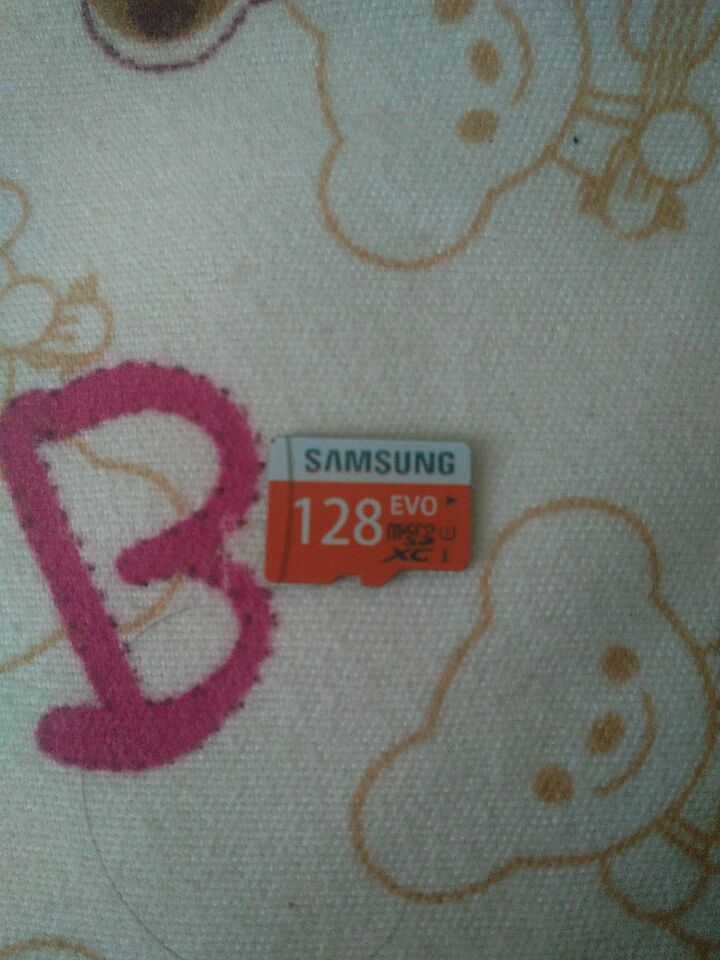 B
SAMSUNG
128 EVO
micro
SD
XC I